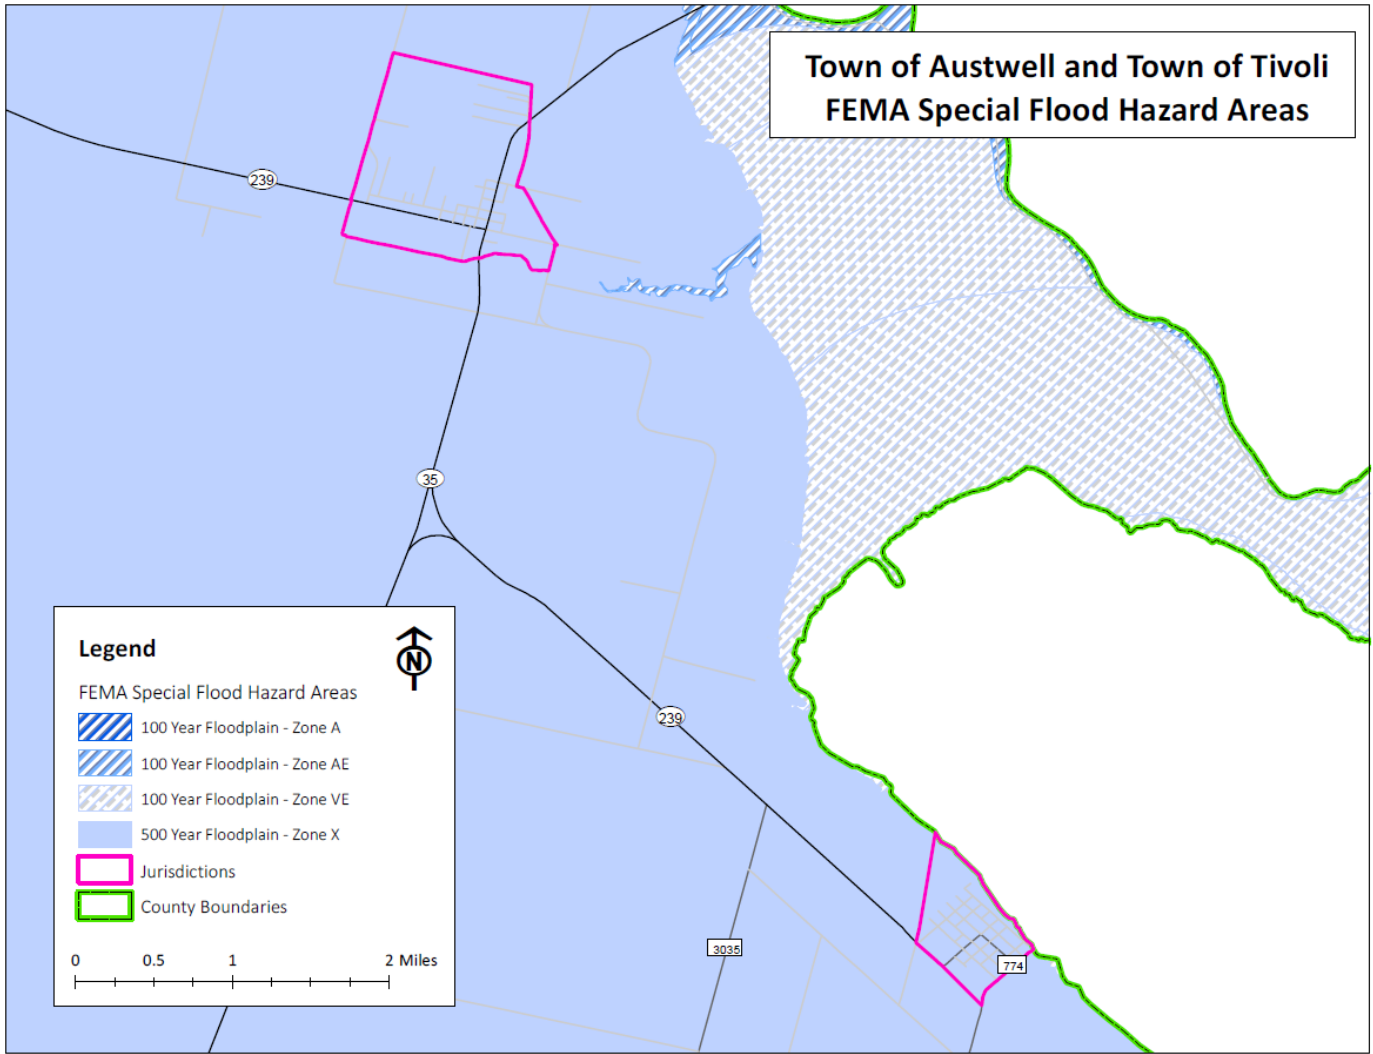 Town of Austwell and Town of Tivoli
FEMA Special Flood Hazard Areas
239
35
239
3035
774
Legend
N
FEMA Special Flood Hazard Areas
100 Year Floodplain - Zone A
100 Year Floodplain - Zone AE
100 Year Floodplain - Zone VE
500 Year Floodplain - Zone X
Jurisdictions
County Boundaries
0 0.5 1 2 Miles